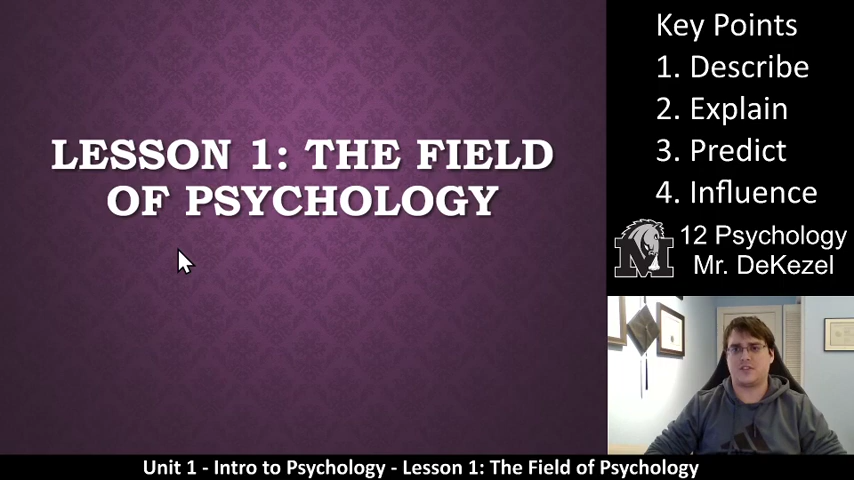 LESSON 1: THE FIELD
OF PSYCHOLOGY
Key Points
1. Describe
2. Explain
3. Predict
4. Influence
M
12 Psychology
Mr. DeKezel
Unit 1 - Intro to Psychology - Lesson 1: The Field of Psychology